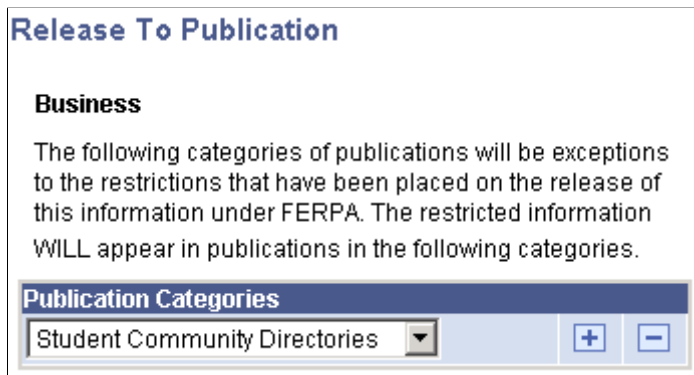 Release To Publication
Business
The following categories of publications will be exceptions
to the restrictions that have been placed on the release of
this information under FERPA. The restricted information
WILL appear in publications in the following categories.
Publication Categories
Student Community Directories